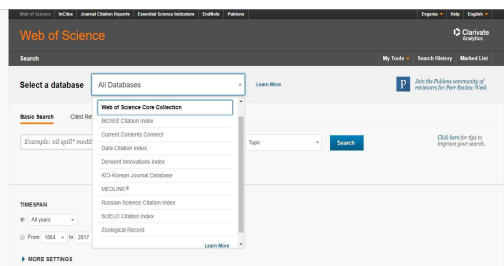 Web of Science InCites Journal Citation Reports Essential Science Indicators EndNote Publons Evgenia Help English
Web of Science
Clarivate
Analytics
Search My Tools Search History Marked List
Select a database All Databases Learn More
Join the Publons community of
reviewers for Peer Review Week
Web of Science Core Collection
BIOSIS Citation Index
Current Contents Connect
Data Citation Index
Derwent Innovations Index
KCI-Korean Journal Database
MEDLINE®
Russian Science Citation Index
SciELO Citation Index
Zoological Record
Learn More
Basic Search Cited Re
Example: oil spill* medit Topic Search
Click here for tips to
improve your search.
TIMESPAN
All years
From 1864 to 2017
MORE SETTINGS